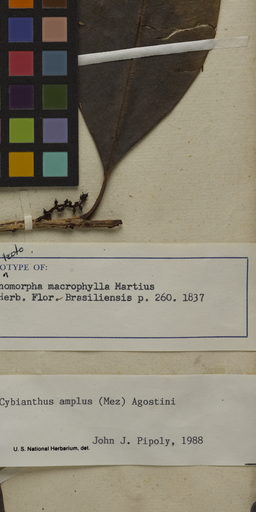 lecto
OTYPE OF:
nomorpha macrophylla Martius
Herb. Flor. Brasiliensis p. 260. 1837
Cybianthus amplus (Mez) Agostini
John J. Pipoly, 1988
U. S. National Herbarium, det.